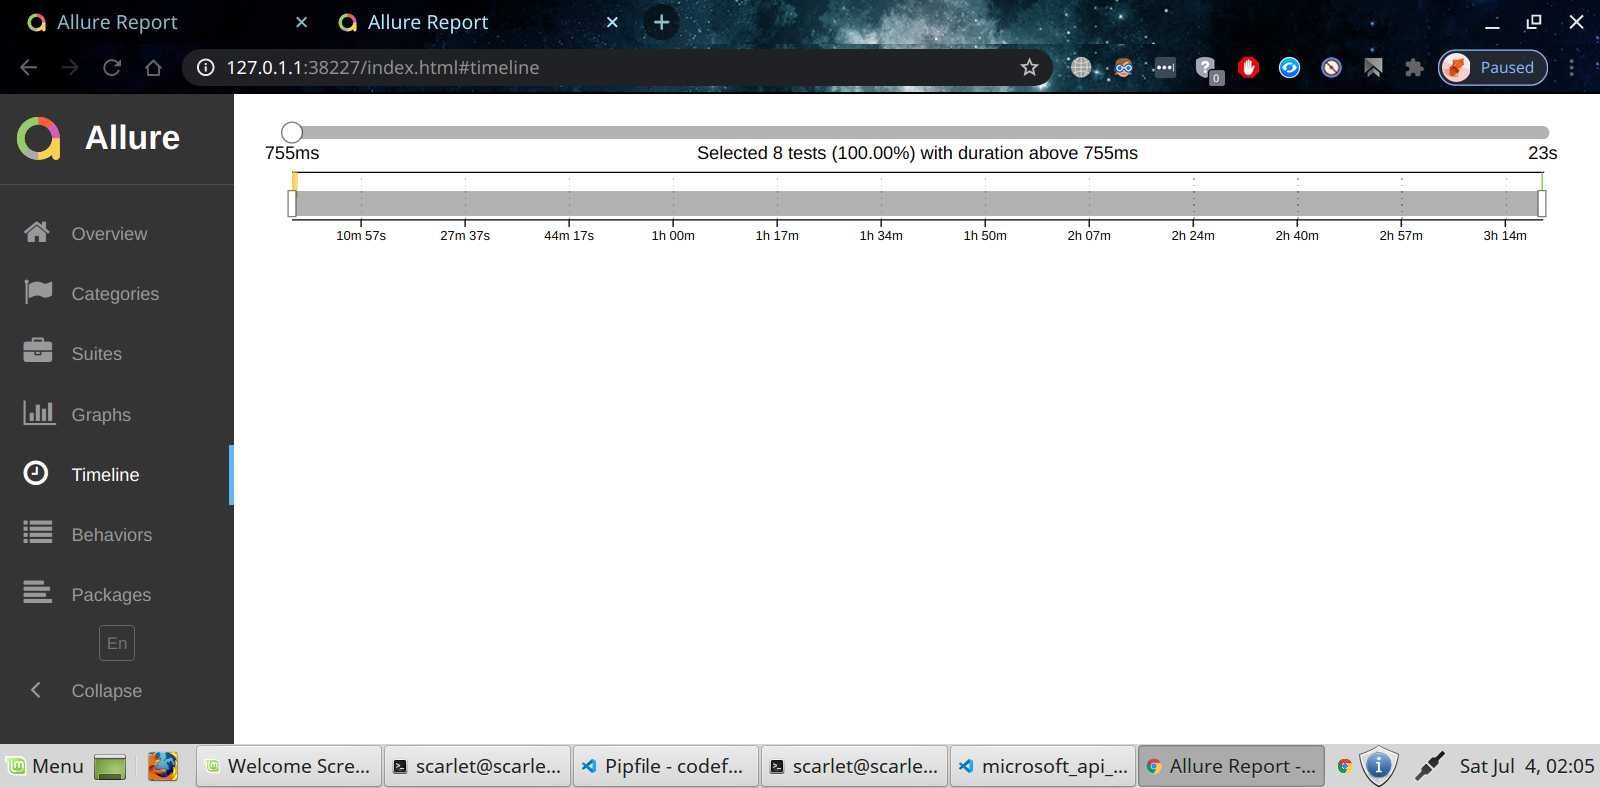 Allure Report
Allure Report
127.0.1.1:38227/index.html#timeline
0
Paused
Allure
755ms
Selected 8 tests (100.00%) with duration above 755ms
23s
10m 57s
27m 37s
44m 17s
1h 00m
1h 17m
1h 34m
1h 50m
2h 07m
2h 24m
2h 40m
2h 57m
3h 14m
Overview
Categories
Suites
Graphs
Timeline
Behaviors
Packages
En
Collapse
Menu
Welcome Scre...
scarlet@scarle...
Pipfile - codef...
scarlet@scarle...
microsoft_api_...
Allure Report -...
Sat Jul 4, 02:05